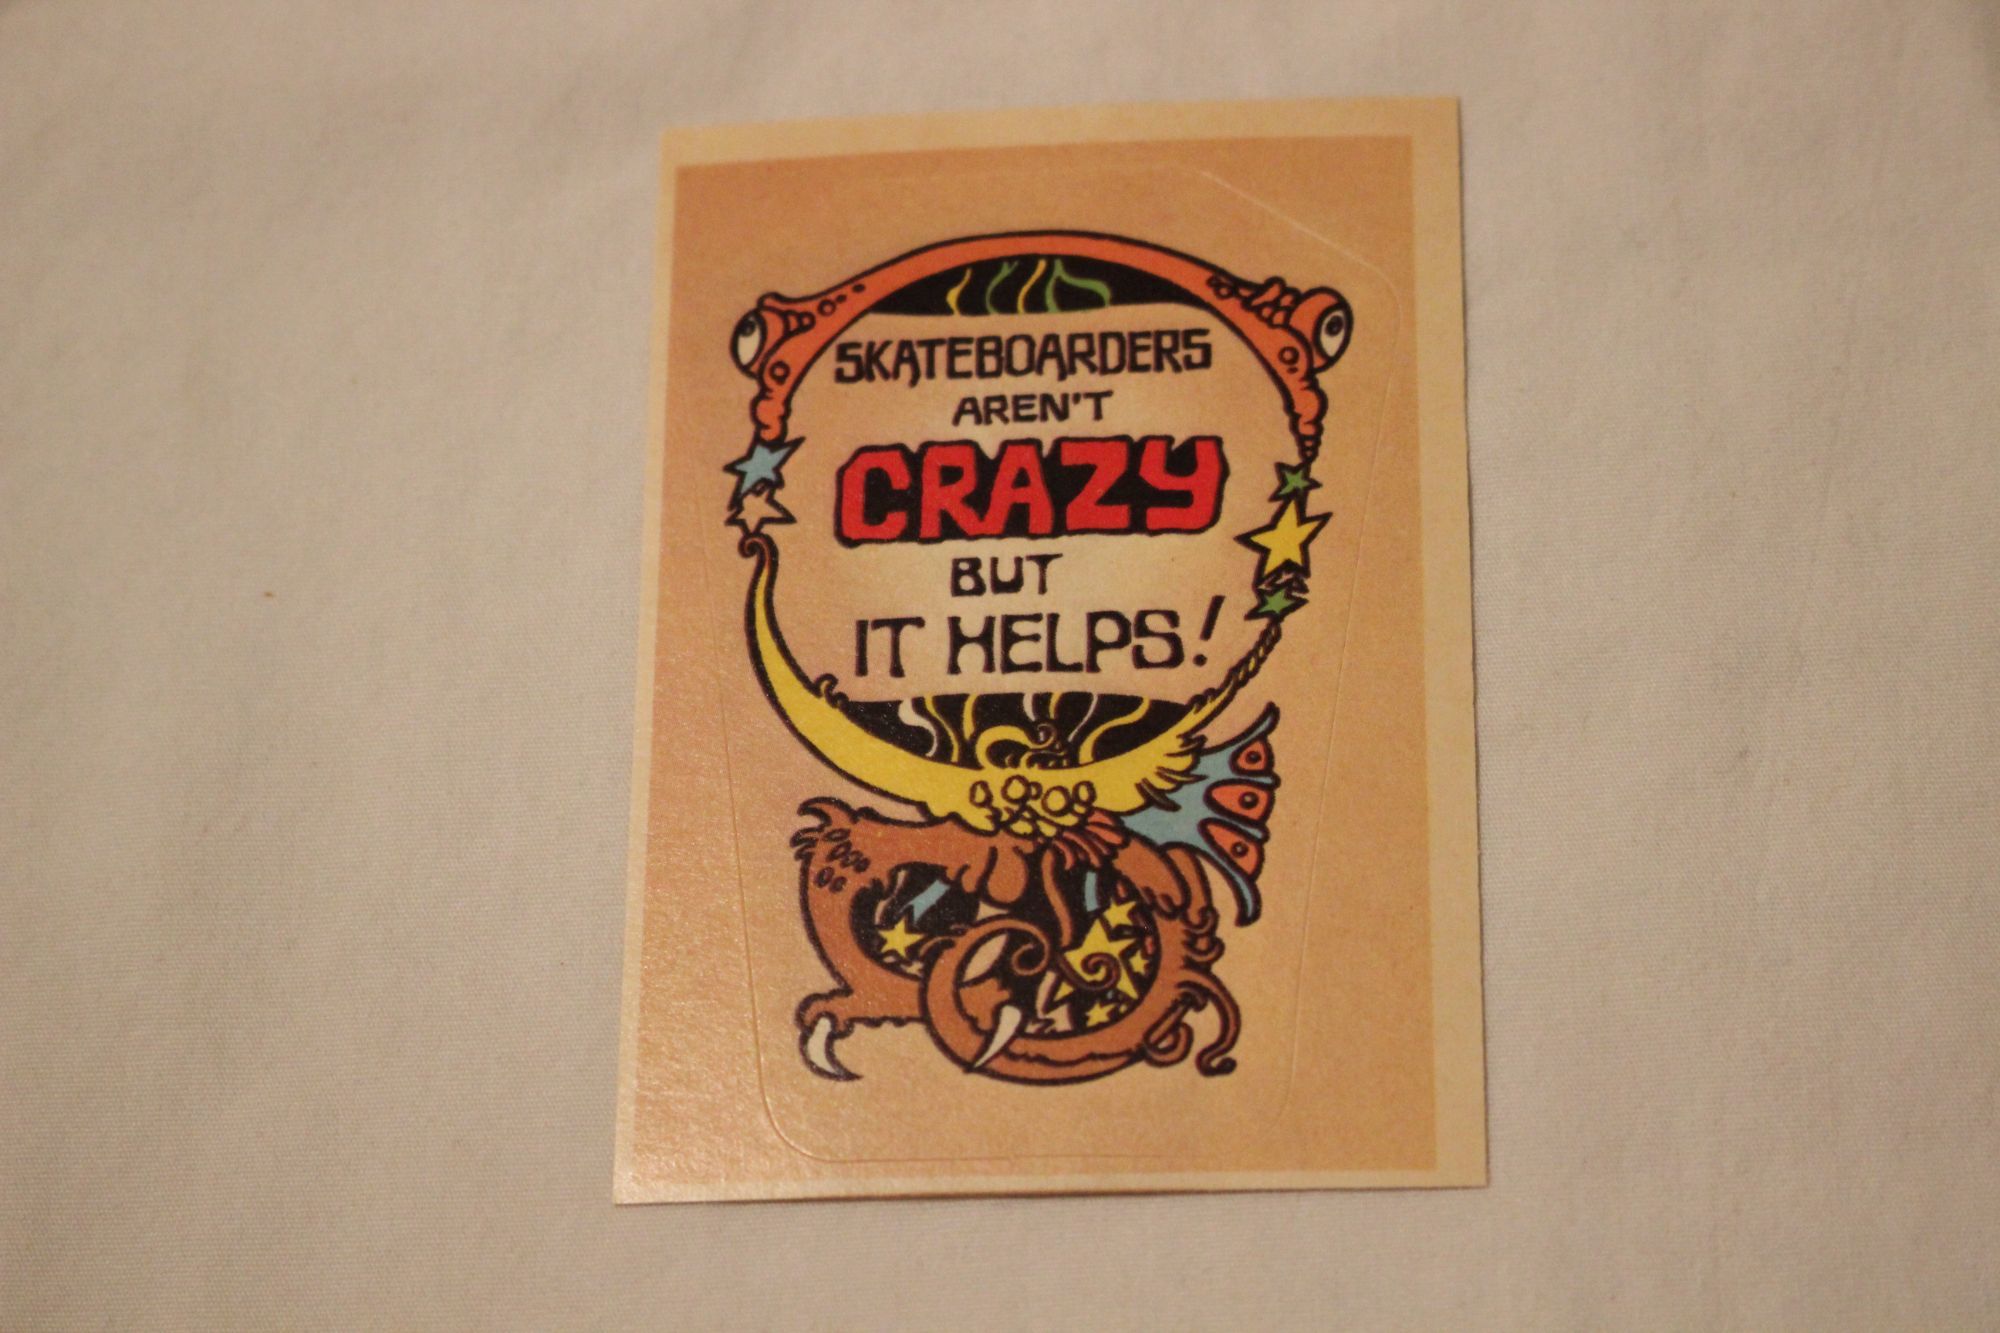 SKATEBOARDERS
AREN'T
CRAZY
BUT
IT HELPS!